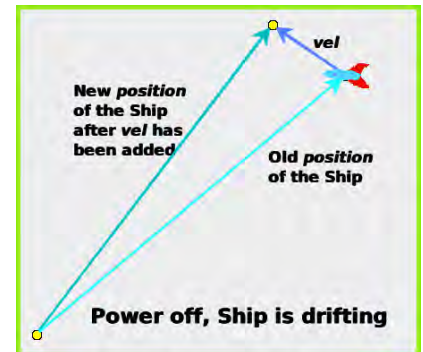 vel
New position
of the Ship
after vel has
been added
Old position
of the Ship
Power off, Ship is drifting